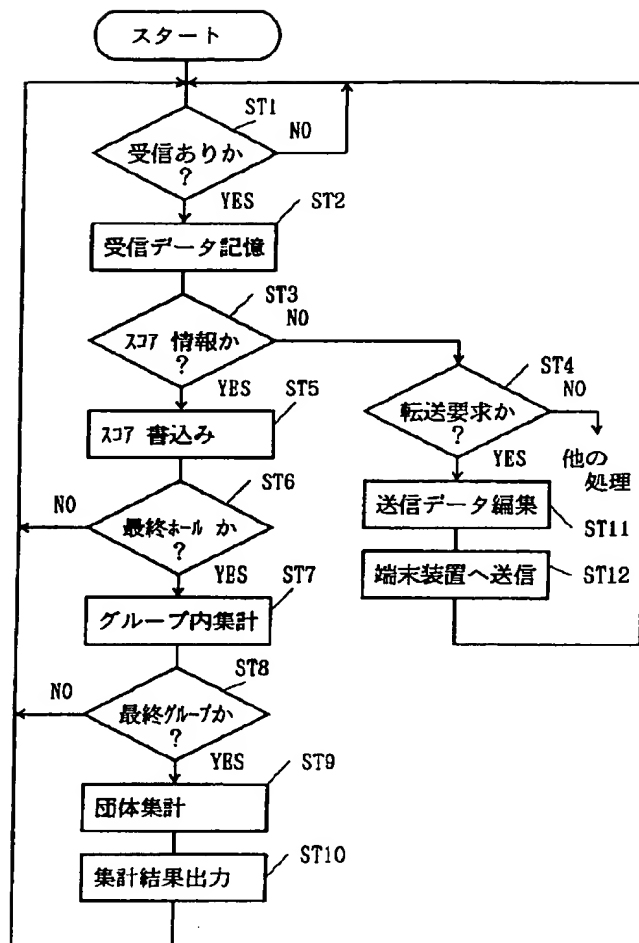 スタート
ST1
NO
受信ありか
?
YES
ST2
受信データ記憶
ST3
NO
スコア 情報か
?
YES
ST5
スコア 書込み
ST6
NO
最終ホール か
?
YES
ST7
グループ内集計
ST8
NO
最終グループか
?
YES
ST9
団体集計
ST10
集計結果出力
ST4
NO
転送要求か
?
YES
他の
処理
送信データ編集
ST11
端末装置へ送信
ST12